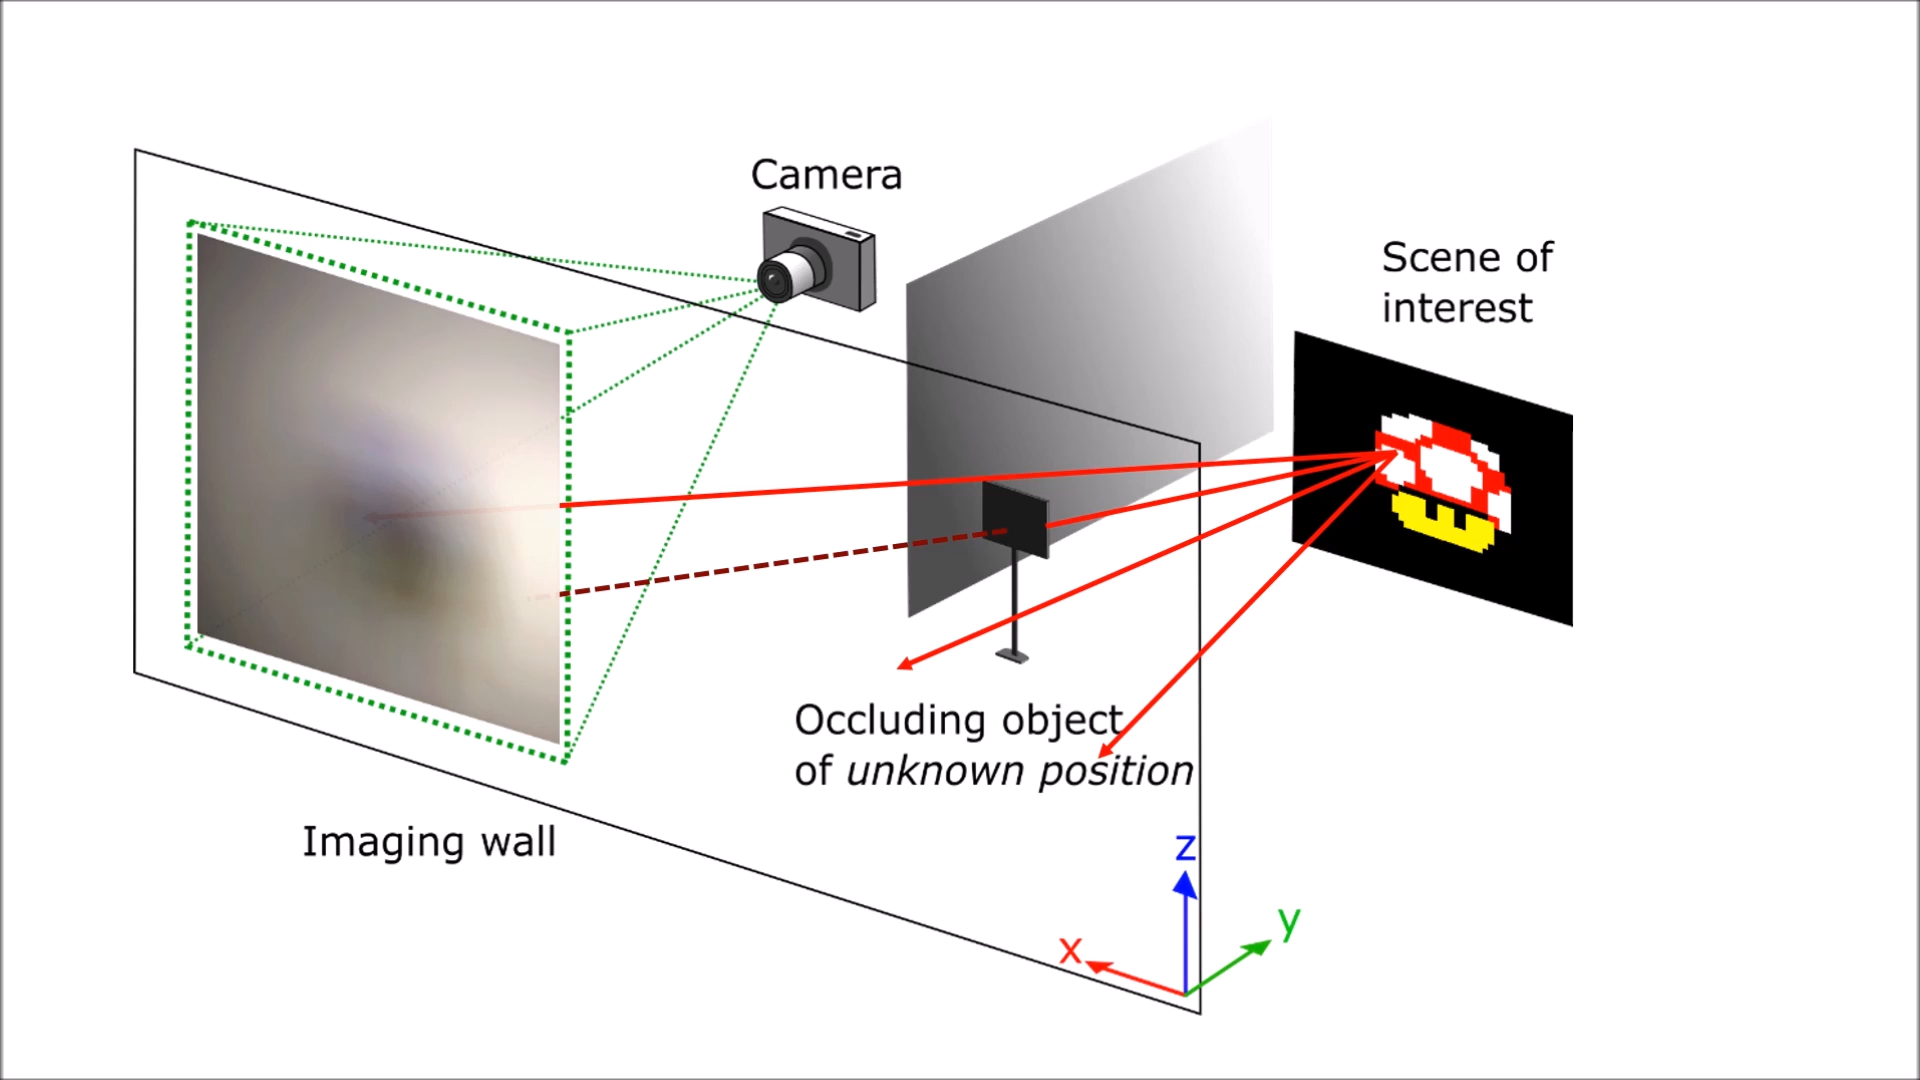 Camera
Scene of
interest
Occluding object
of unknown position
Imaging wall
z
y
x